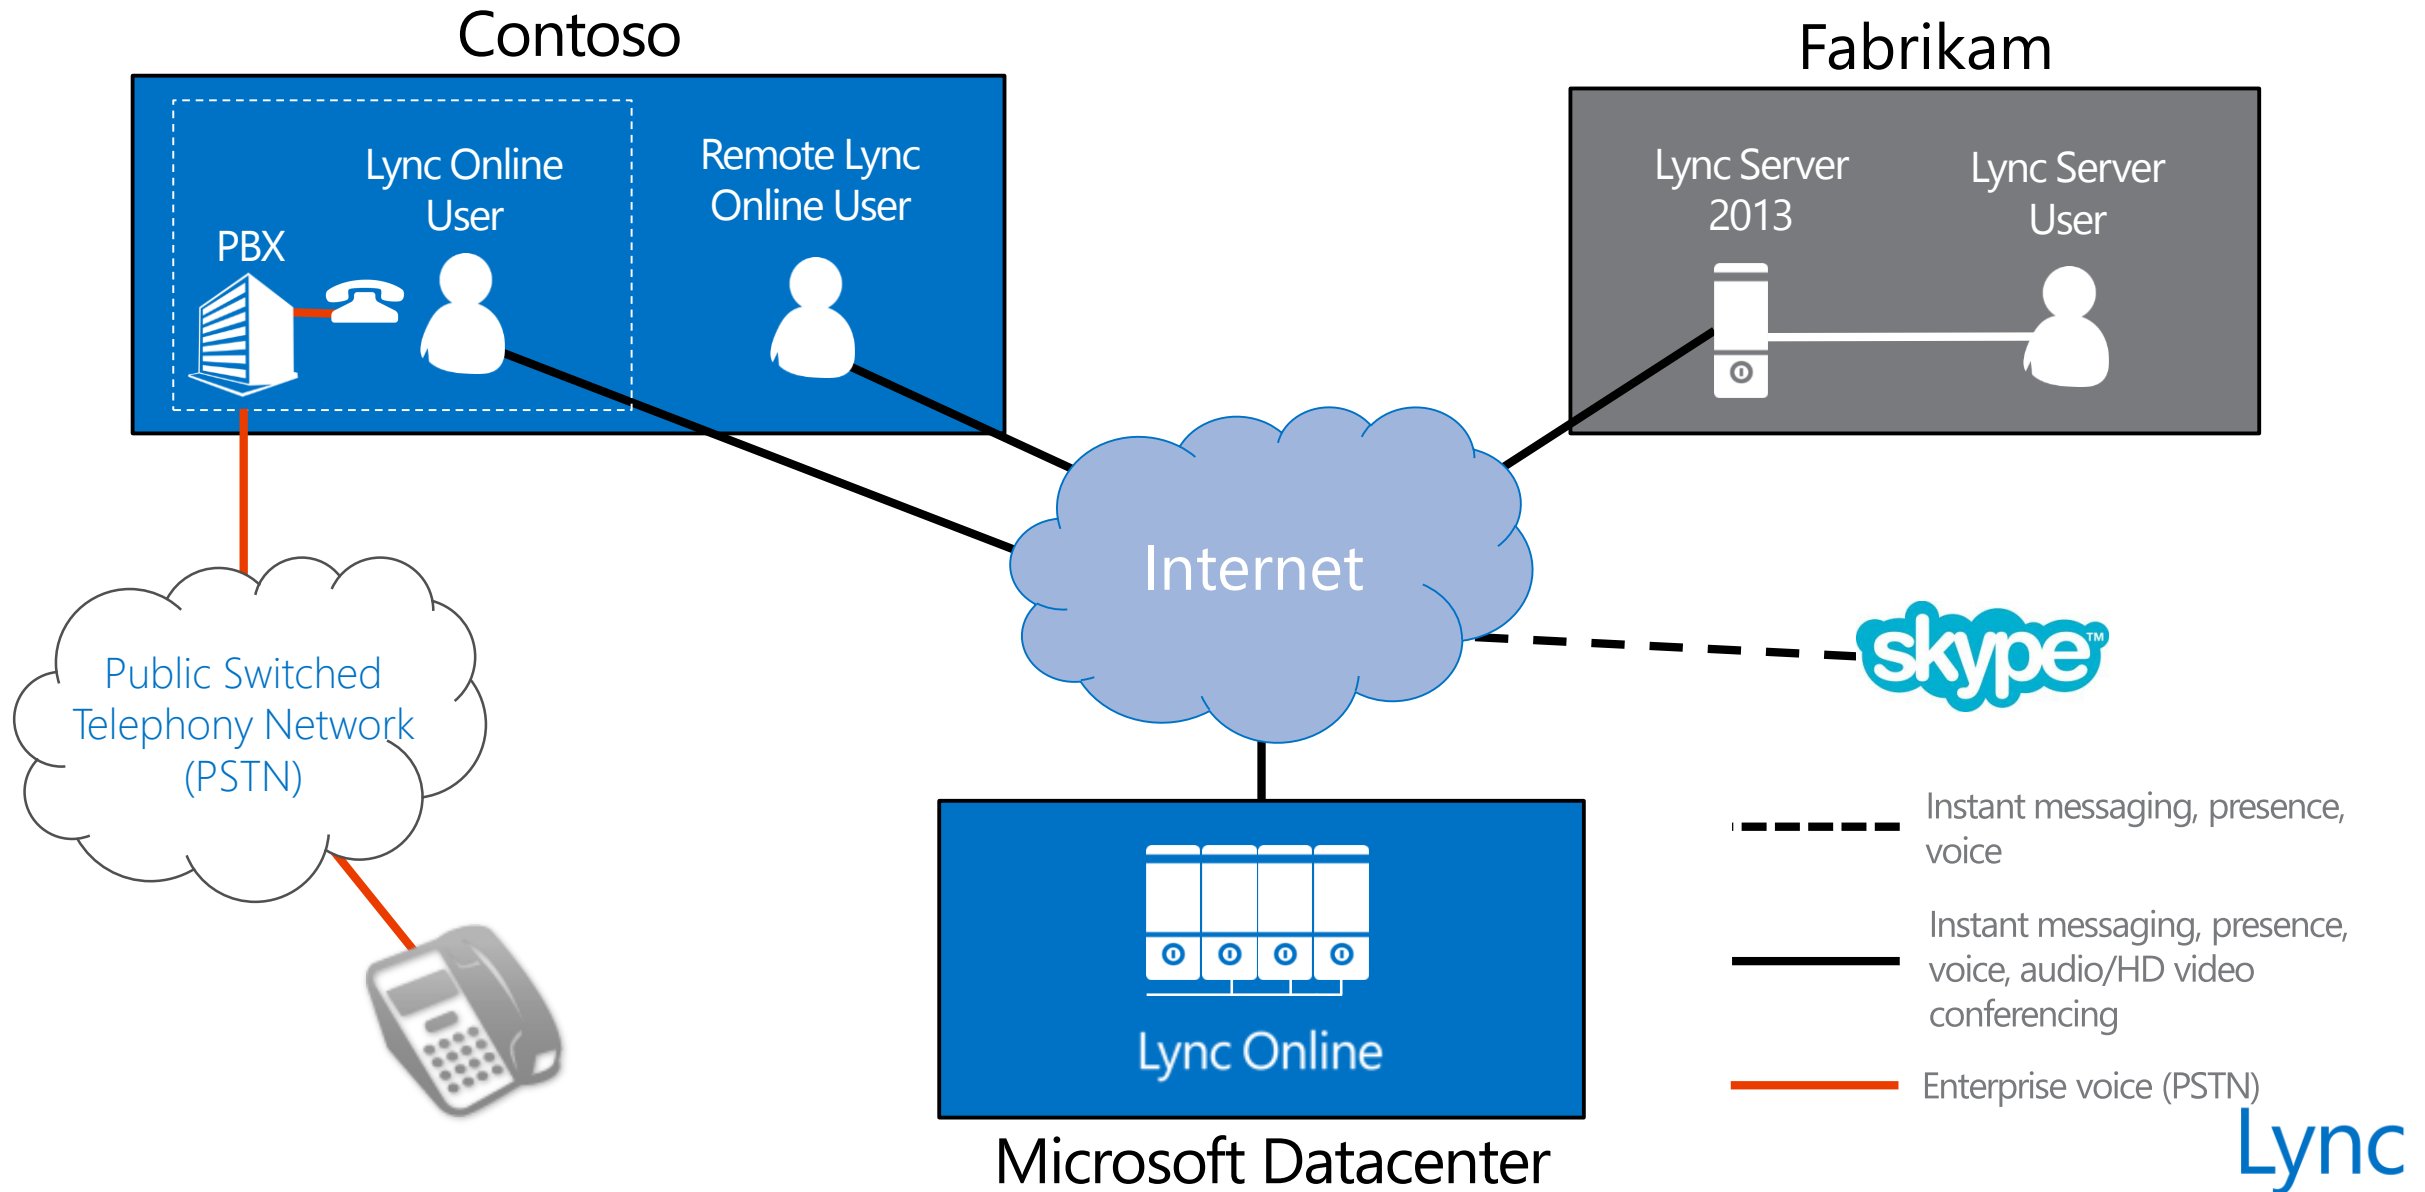 Contoso
Fabrikam
Lync Online
User
Remote Lync
Online User
PBX
Lync Server
2013
Lync Server
User
Internet
Public Switched
Telephony Network
(PSTN)
skype™
Instant messaging, presence,
voice
Instant messaging, presence,
voice, audio/HD video
conferencing
Enterprise voice (PSTN)
Lync Online
Microsoft Datacenter
Lync